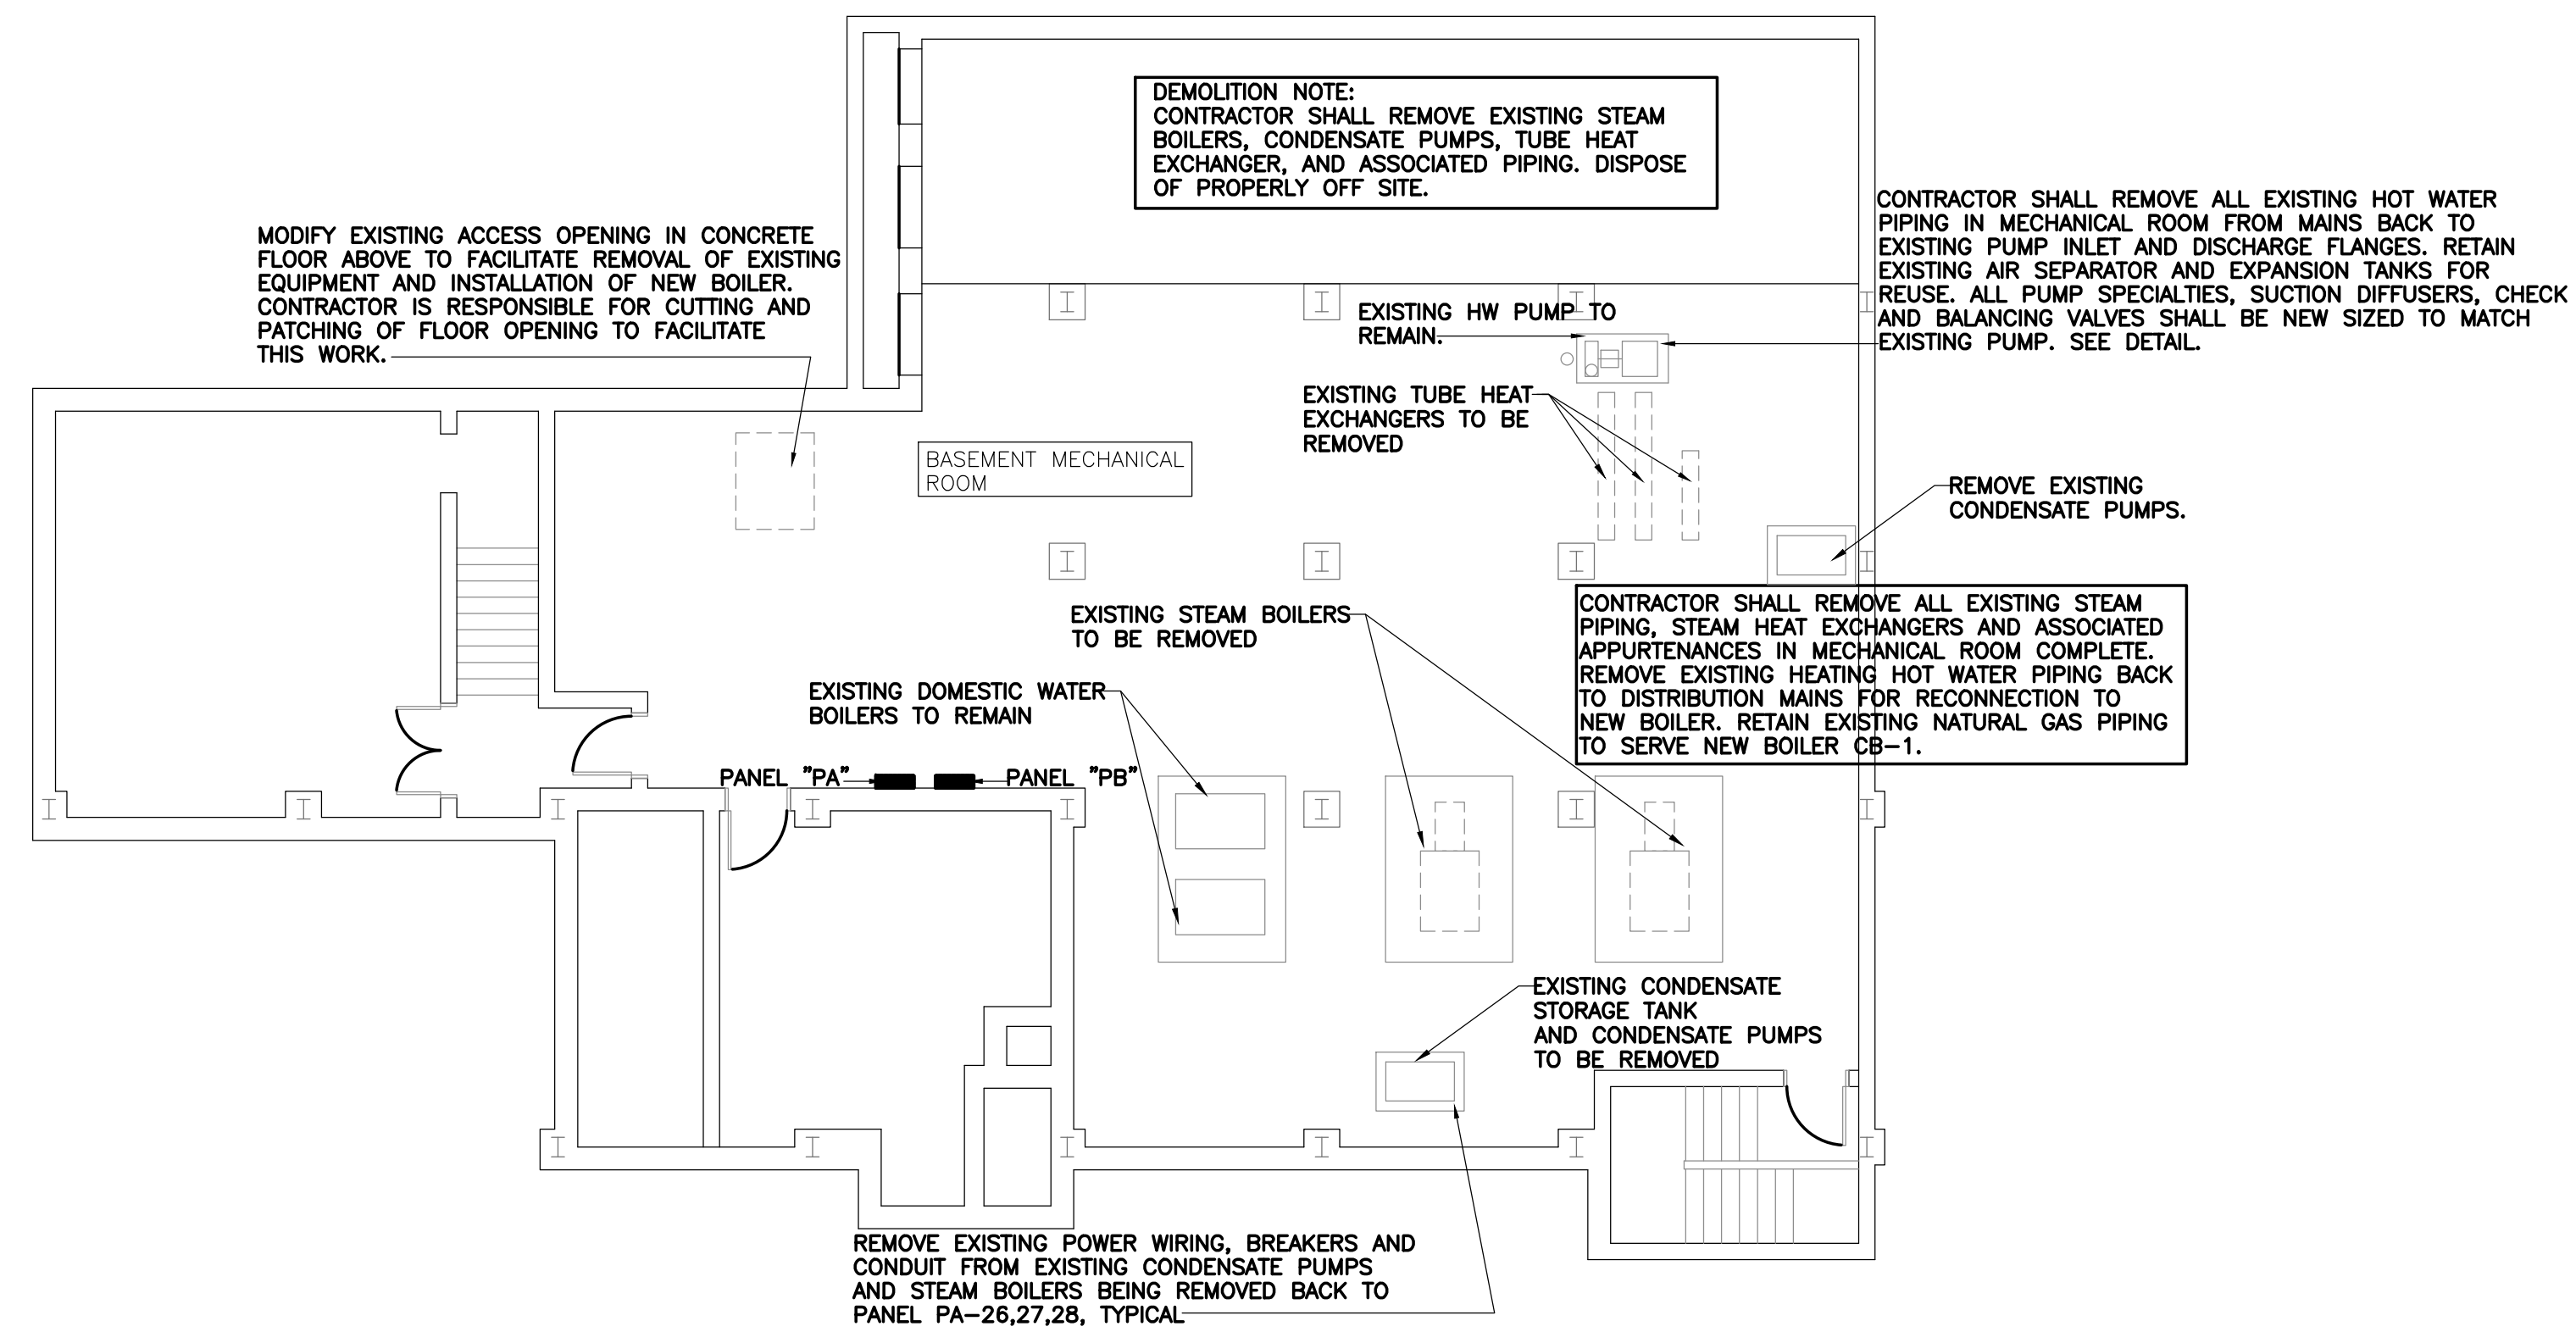 DEMOLITION NOTE:
CONTRACTOR SHALL REMOVE EXISTING STEAM
BOILERS, CONDENSATE PUMPS, TUBE HEAT
EXCHANGER, AND ASSOCIATED PIPING. DISPOSE
OF PROPERLY OFF SITE.
CONTRACTOR SHALL REMOVE ALL EXISTING HOT WATER
PIPING IN MECHANICAL ROOM FROM MAINS BACK TO
EXISTING PUMP INLET AND DISCHARGE FLANGES. RETAIN
EXISTING AIR SEPARATOR AND EXPANSION TANKS FOR
REUSE. ALL PUMP SPECIALTIES, SUCTION DIFFUSERS, CHECK
AND BALANCING VALVES SHALL BE NEW SIZED TO MATCH
EXISTING PUMP. SEE DETAIL.
MODIFY EXISTING ACCESS OPENING IN CONCRETE
FLOOR ABOVE TO FACILITATE REMOVAL OF EXISTING
EQUIPMENT AND INSTALLATION OF NEW BOILER.
CONTRACTOR IS RESPONSIBLE FOR CUTTING AND
PATCHING OF FLOOR OPENING TO FACILITATE
THIS WORK.
EXISTING HW PUMP TO
REMAIN.
EXISTING TUBE HEAT
EXCHANGERS TO BE
REMOVED
BASEMENT MECHANICAL
ROOM
REMOVE EXISTING
CONDENSATE PUMPS.
CONTRACTOR SHALL REMOVE ALL EXISTING STEAM
PIPING, STEAM HEAT EXCHANGERS AND ASSOCIATED
APPURTENANCES IN MECHANICAL ROOM COMPLETE.
REMOVE EXISTING HEATING HOT WATER PIPING BACK
TO DISTRIBUTION MAINS FOR RECONNECTION TO
NEW BOILER. RETAIN EXISTING NATURAL GAS PIPING
TO SERVE NEW BOILER CB-1.
EXISTING STEAM BOILERS
TO BE REMOVED
EXISTING DOMESTIC WATER
BOILERS TO REMAIN
PANEL "PA"
PANEL "PB"
EXISTING CONDENSATE
STORAGE TANK
AND CONDENSATE PUMPS
TO BE REMOVED
REMOVE EXISTING POWER WIRING, BREAKERS AND
CONDUIT FROM EXISTING CONDENSATE PUMPS
AND STEAM BOILERS BEING REMOVED BACK TO
PANEL PA-26,27,28, TYPICAL